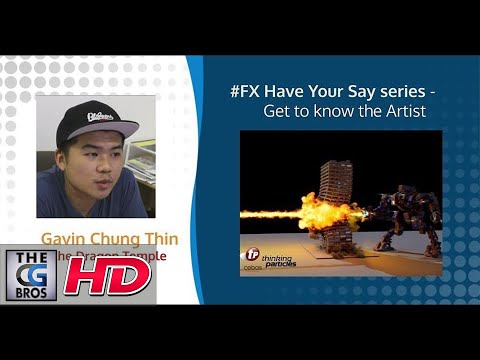 #FX Have Your Say series -
Get to know the Artist
Gavin Chung Thin
The Dragon Temple
THE
CG
BROS
HD
cebas
thinking
particles